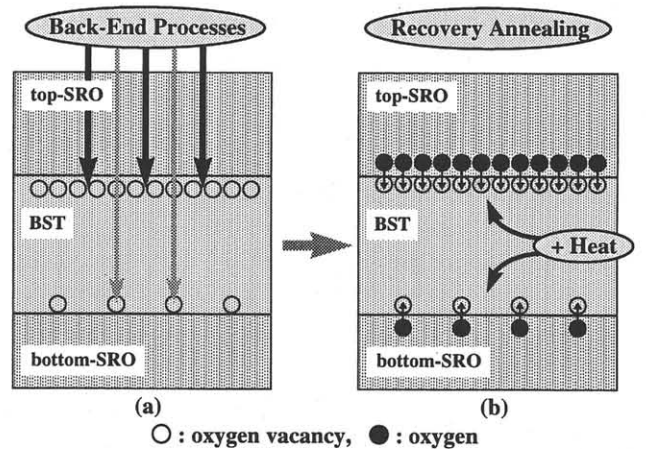 Back-End Processes
top-SRO
BST
bottom-SRO
(a)
Recovery Annealing
top-SRO
BST
+ Heat
bottom-SRO
(b)
: oxygen vacancy, : oxygen